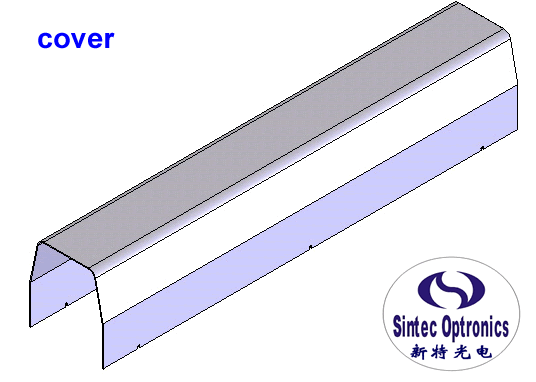 cover
Sintec Optronics
新特光电